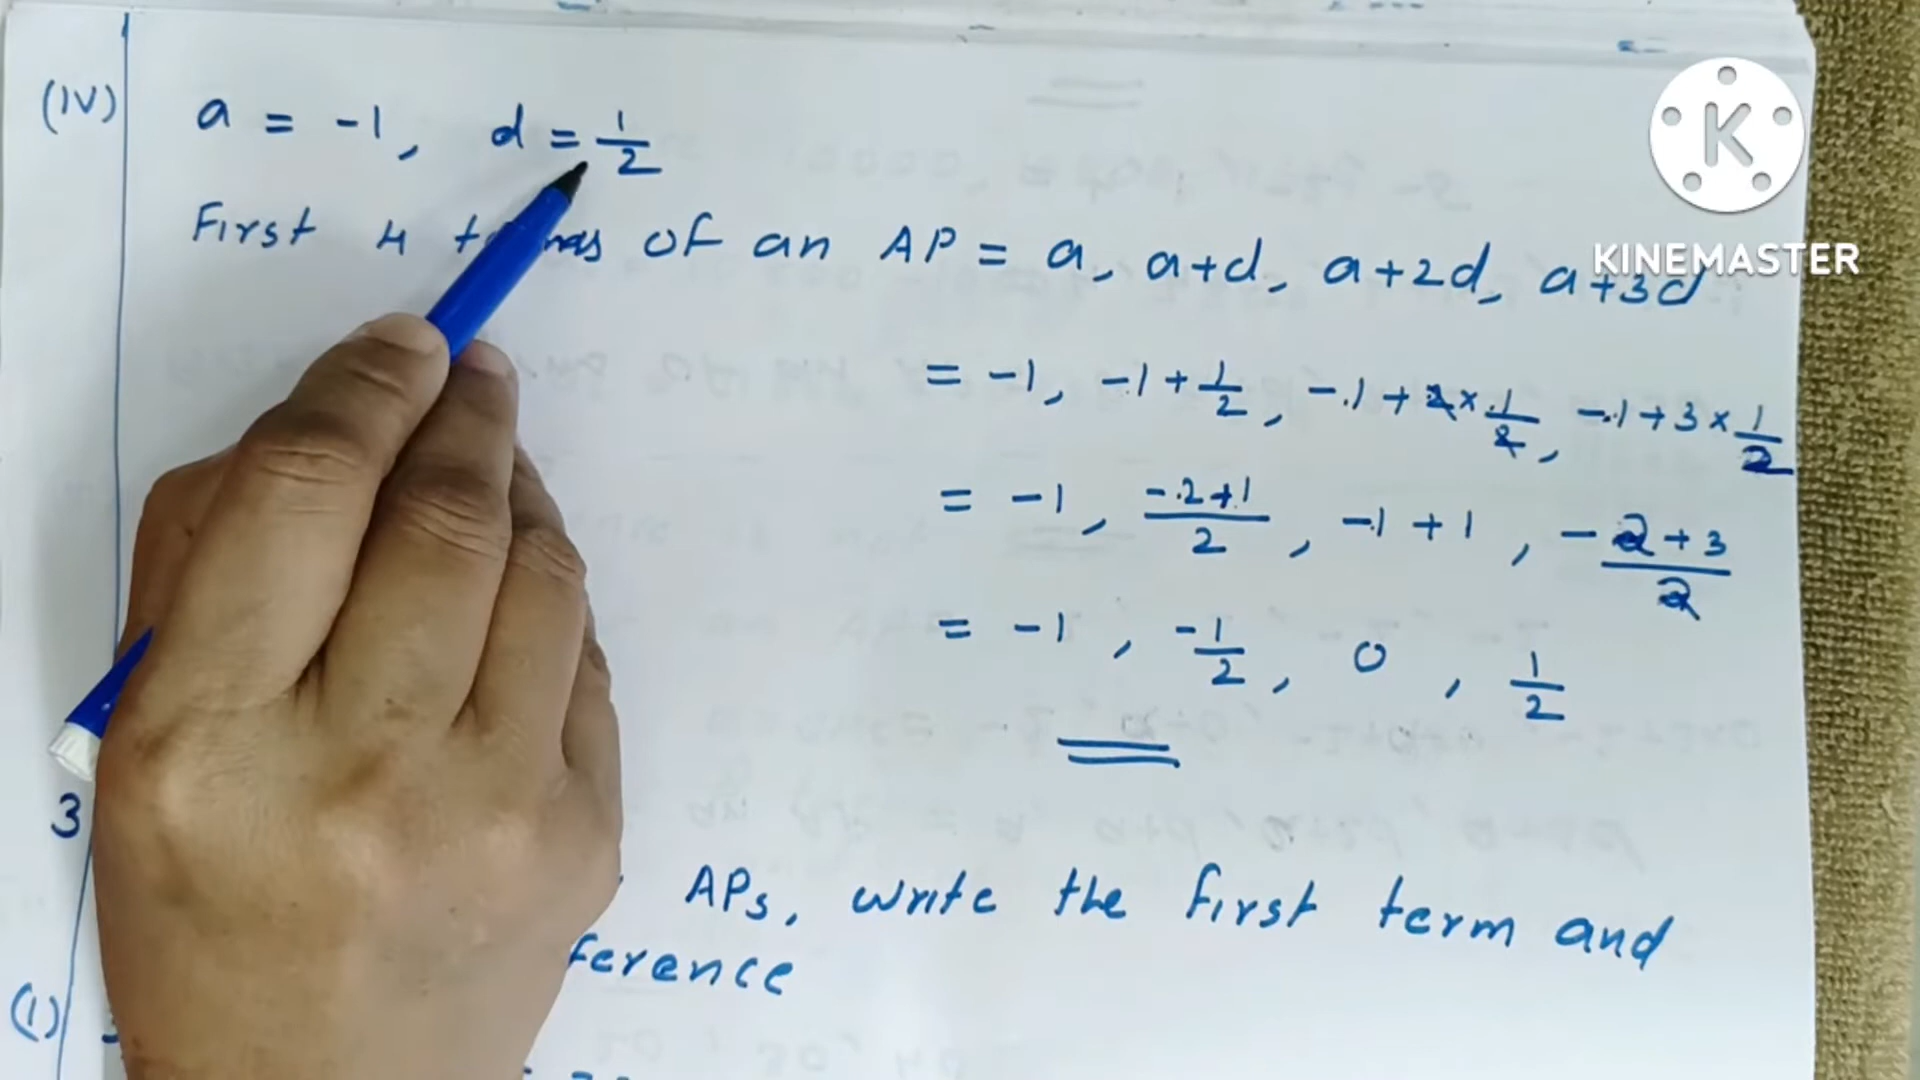 (IV) a = -1, d = 1/2
First 4 terms of an AP = a, a+d, a+2d, a+3d
= -1, -1 + 1/2, -1 + 2 × 1/2, -1 + 3 × 1/2
= -1, (-2+1)/2, -1 + 1, (-2+3)/2
= -1, -1/2, 0, 1/2
3 APs, write the first term and
ference
(I)
K
KINEMASTER